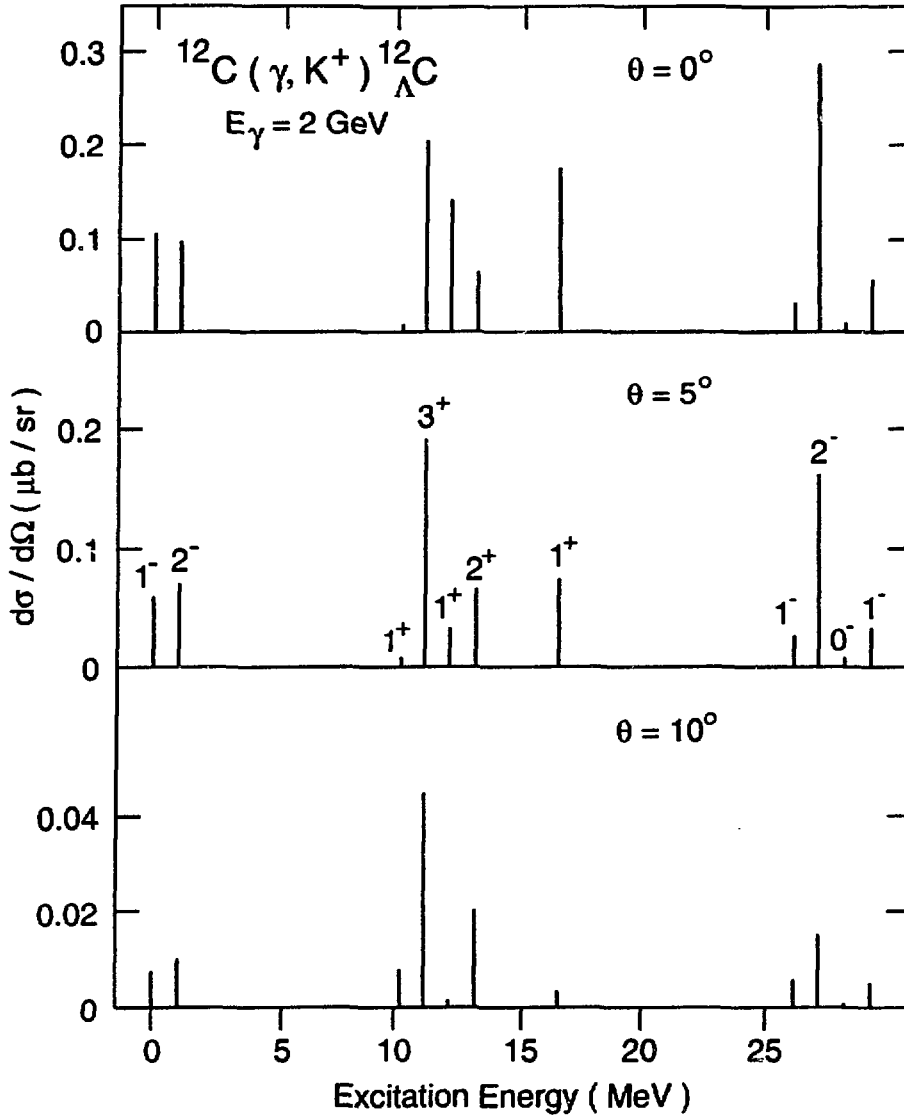 ¹²C ( γ, K⁺ ) ¹²ΛC
θ = 0°
E_γ = 2 GeV
0.3
0.2
0.1
0
θ = 5°
0.2
0.1
0
1⁻ 2⁻ 1⁺ 3⁺ 1⁺ 2⁺ 1⁺ 1⁻ 2⁻ 0⁻ 1⁻
θ = 10°
0.04
0.02
0
dσ / dΩ ( μb / sr )
0 5 10 15 20 25
Excitation Energy ( MeV )